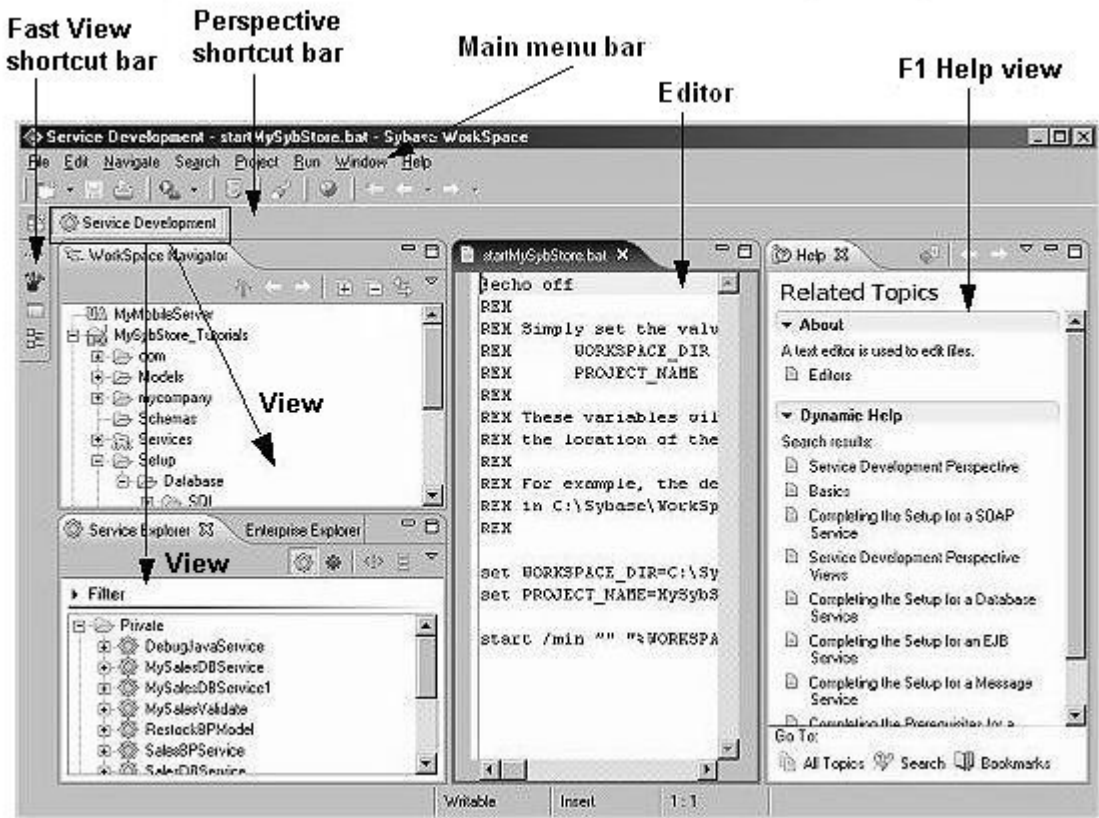 Fast View
shortcut bar
Perspective
shortcut bar
Main menu bar
Editor
F1 Help view
Service Development - startMySybStore.bat - Sybase WorkSpace
File Edit Navigate Search Project Run Window Help
Service Development
WorkSpace Navigator
MyMobileServer
MySybStore_Tutorials
com
Models
mycompany
Schemas
Services
Setup
Database
SQL
View
Service Explorer
Enterprise Explorer
View
Filter
Private
DebugJavaService
MySalesDBService
MySalesDBService1
MySalesValidate
RestockBPModel
SalesBPService
SalesDBService
startMySybStore.bat
@echo off
REM
REM Simply set the valu
REM WORKSPACE_DIR
REM PROJECT_NAME
REM
REM These variables wil
REM the location of the
REM
REM For example, the de
REM in C:\Sybase\WorkSp
REM
set WORKSPACE_DIR=C:\Sy
set PROJECT_NAME=MySybS
start /min "" "%WORKSPA
Help
Related Topics
About
A text editor is used to edit files.
Editors
Dynamic Help
Search results:
Service Development Perspective
Basics
Completing the Setup for a SOAP
Service
Service Development Perspective
Views
Completing the Setup for a Database
Service
Completing the Setup for an EJB
Service
Completing the Setup for a Message
Service
Completing the Prerequisites for a
Go To:
All Topics Search Bookmarks
Writable Insert 1 : 1